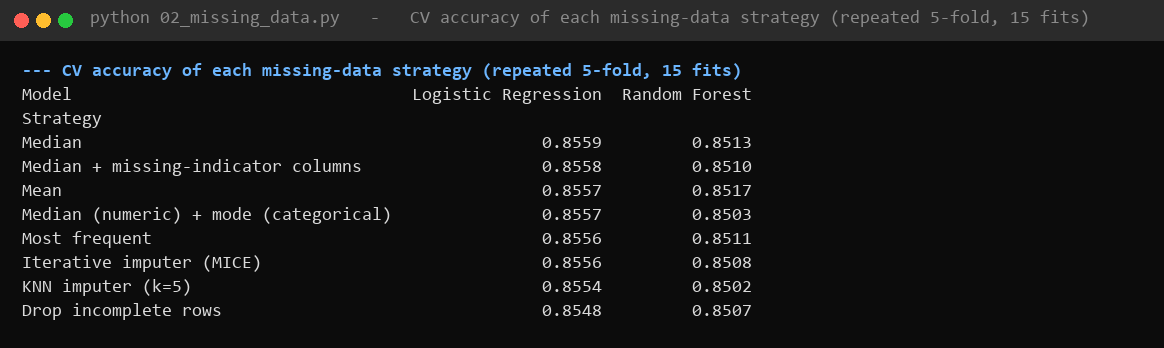 python 02_missing_data.py   -   CV accuracy of each missing-data strategy (repeated 5-fold, 15 fits)
--- CV accuracy of each missing-data strategy (repeated 5-fold, 15 fits)
Model                                  Logistic Regression  Random Forest
Strategy
Median                                              0.8559         0.8513
Median + missing-indicator columns                  0.8558         0.8510
Mean                                                0.8557         0.8517
Median (numeric) + mode (categorical)               0.8557         0.8503
Most frequent                                       0.8556         0.8511
Iterative imputer (MICE)                            0.8556         0.8508
KNN imputer (k=5)                                   0.8554         0.8502
Drop incomplete rows                                0.8548         0.8507